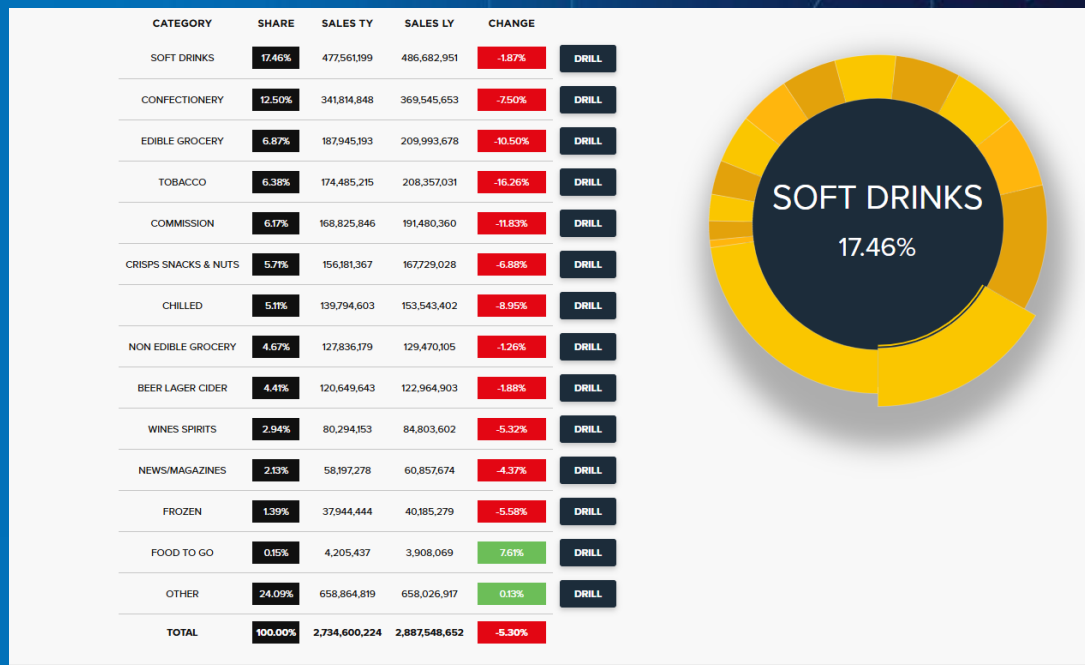 CATEGORY SHARE SALES TY SALES LY CHANGE
SOFT DRINKS 17.46% 477,561,199 486,682,951 -1.87% DRILL
CONFECTIONERY 12.50% 341,814,848 369,545,653 -7.50% DRILL
EDIBLE GROCERY 6.87% 187,945,193 209,993,678 -10.50% DRILL
TOBACCO 6.38% 174,485,215 208,357,031 -16.26% DRILL
COMMISSION 6.17% 168,825,846 191,480,360 -11.83% DRILL
CRISPS SNACKS & NUTS 5.71% 156,181,367 167,729,028 -6.88% DRILL
CHILLED 5.11% 139,794,603 153,543,402 -8.95% DRILL
NON EDIBLE GROCERY 4.67% 127,836,179 129,470,105 -1.26% DRILL
BEER LAGER CIDER 4.41% 120,649,643 122,964,903 -1.88% DRILL
WINES SPIRITS 2.94% 80,294,153 84,803,602 -5.32% DRILL
NEWS/MAGAZINES 2.13% 58,197,278 60,857,674 -4.37% DRILL
FROZEN 1.39% 37,944,444 40,185,279 -5.58% DRILL
FOOD TO GO 0.15% 4,205,437 3,908,069 7.61% DRILL
OTHER 24.09% 658,864,819 658,026,917 0.13% DRILL
TOTAL 100.00% 2,734,600,224 2,887,548,652 -5.30%
SOFT DRINKS
17.46%